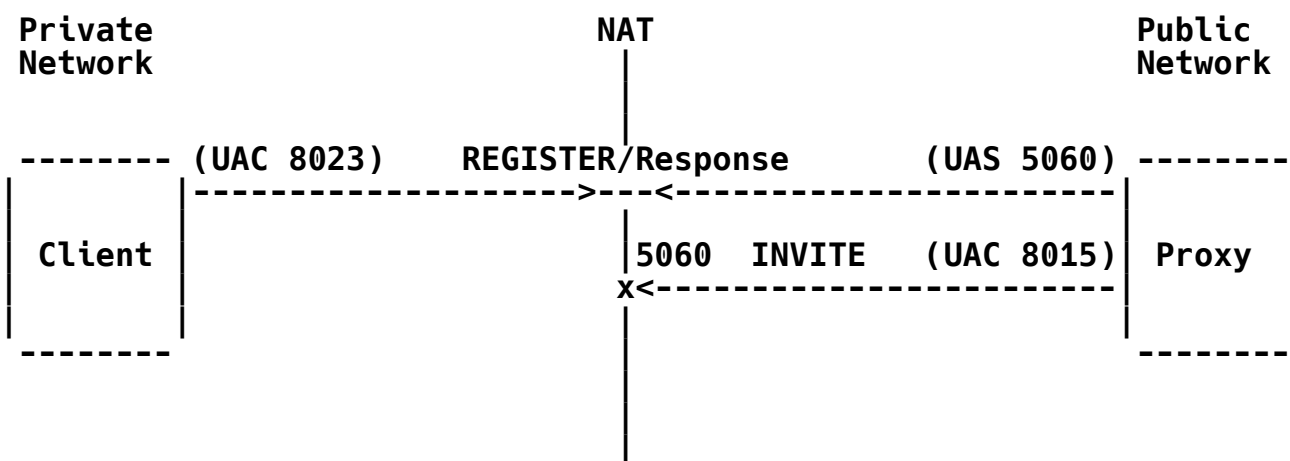 Private NAT Public
Network Network
(UAC 8023) REGISTER/Response (UAS 5060)
Client 5060 INVITE (UAC 8015) Proxy
x